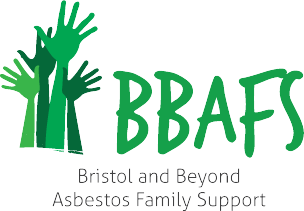 BBAFS
Bristol and Beyond
Asbestos Family Support